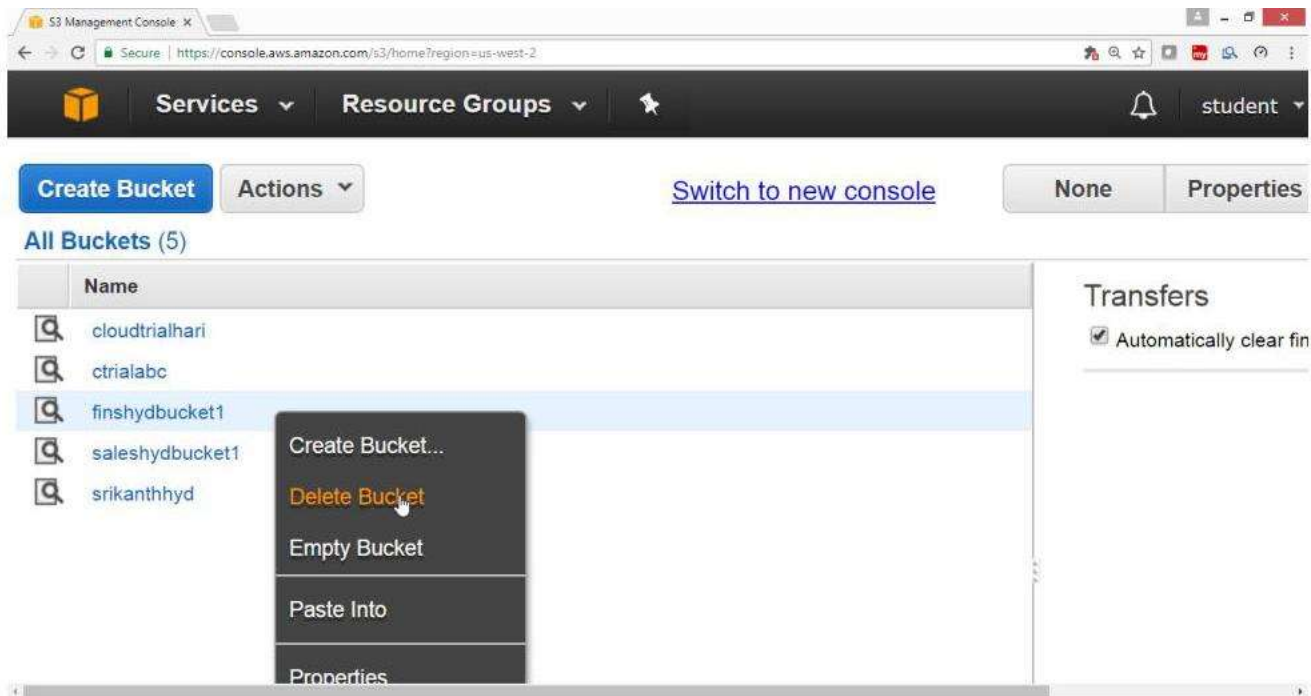 S3 Management Console
Secure | https://console.aws.amazon.com/s3/home?region=us-west-2
Services Resource Groups student
Create Bucket Actions Switch to new console None Properties
All Buckets (5)
Name
Transfers
cloudtrialhari
Automatically clear fin
ctrialabc
finshydbucket1
Create Bucket...
saleshydbucket1
Delete Bucket
srikanthhyd
Empty Bucket
Paste Into
Properties